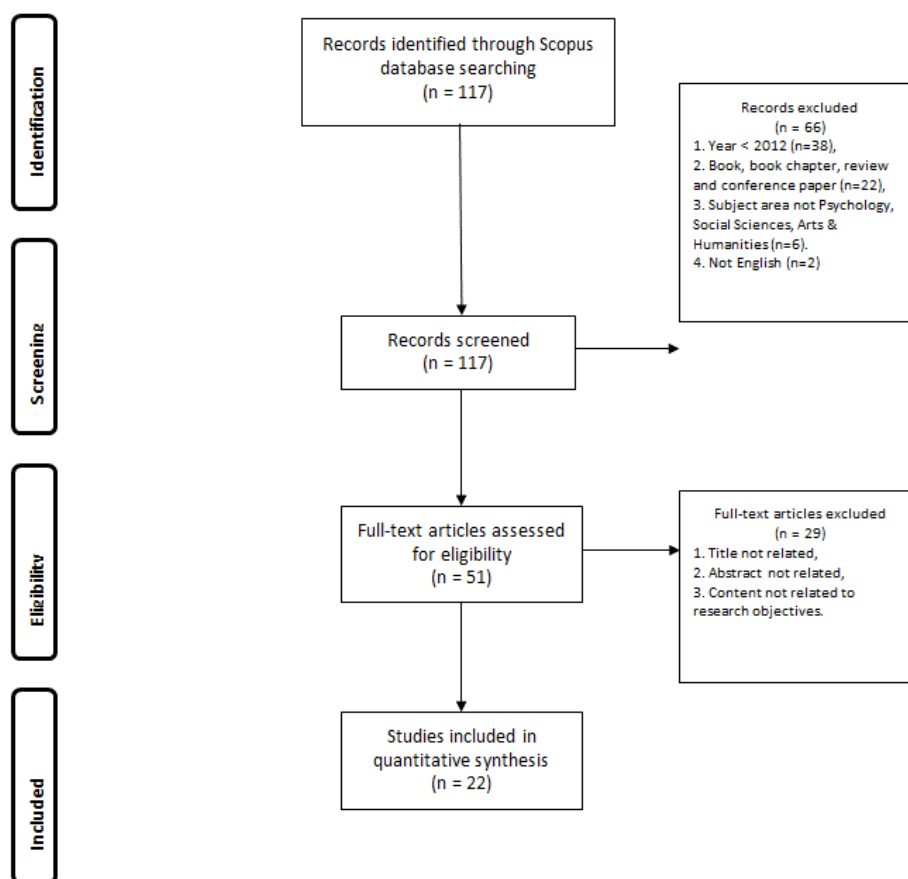 Identification
Records identified through Scopus
database searching
(n = 117)
Records excluded
(n = 66)
1. Year < 2012 (n=38),
2. Book, book chapter, review
and conference paper (n=22),
3. Subject area not Psychology,
Social Sciences, Arts &
Humanities (n=6).
4. Not English (n=2)
Screening
Records screened
(n = 117)
Eligibility
Full-text articles assessed
for eligibility
(n = 51)
Full-text articles excluded
(n = 29)
1. Title not related,
2. Abstract not related,
3. Content not related to
research objectives.
Included
Studies included in
quantitative synthesis
(n = 22)